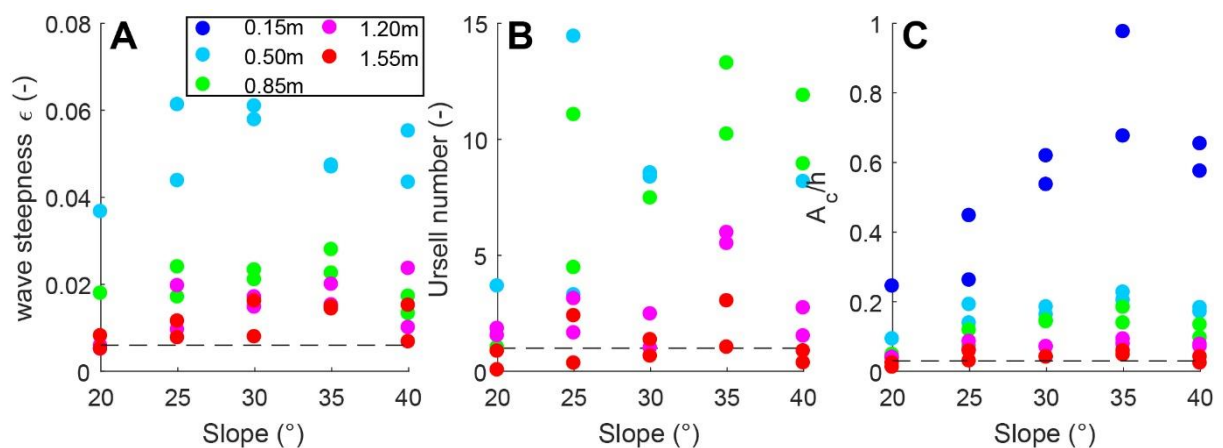 A
0.15m
1.20m
0.50m
1.55m
0.85m
wave steepness ϵ (-)
0.08
0.06
0.04
0.02
0
20
25
30
35
40
Slope (°)
B
Ursell number (-)
15
10
5
0
20
25
30
35
40
Slope (°)
C
A_c/h
1
0.8
0.6
0.4
0.2
0
20
25
30
35
40
Slope (°)